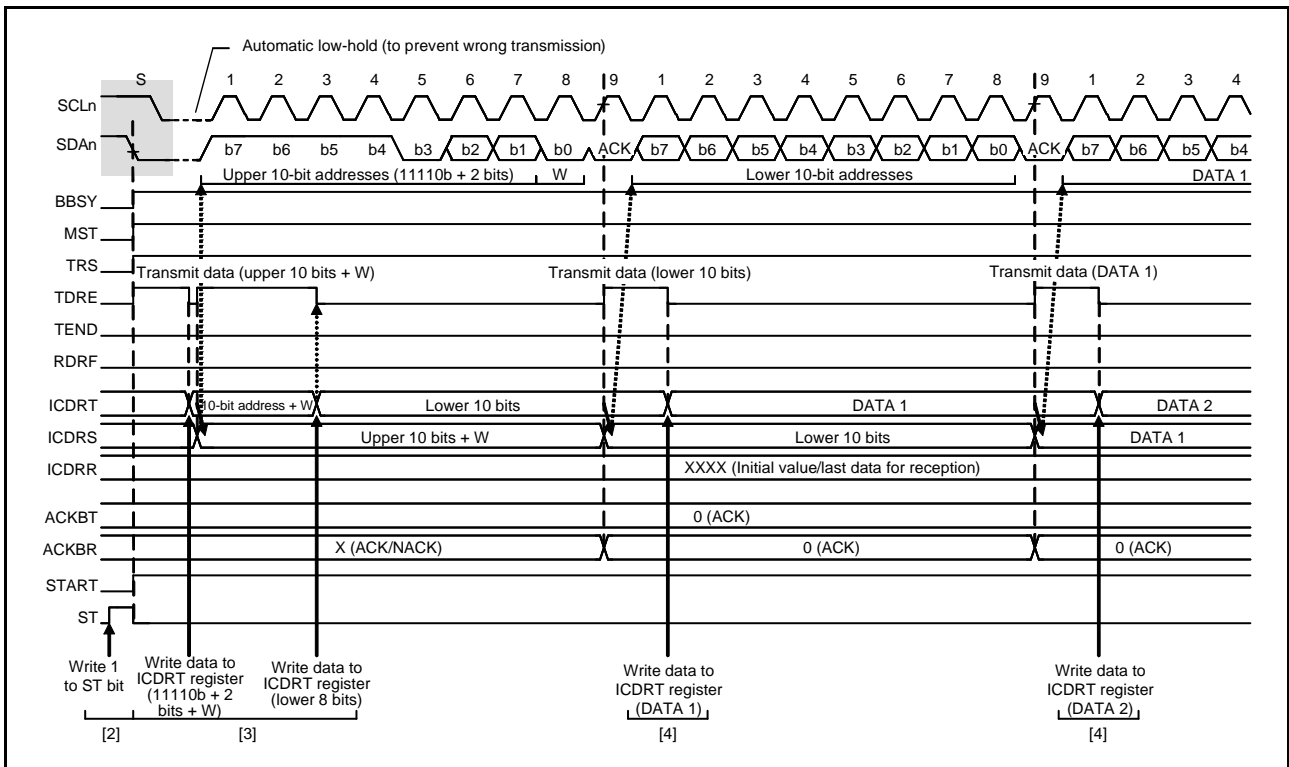 Automatic low-hold (to prevent wrong transmission)
S 1 2 3 4 5 6 7 8 9 1 2 3 4 5 6 7 8 9 1 2 3 4
SCLn
SDAn b7 b6 b5 b4 b3 b2 b1 b0 ACK b7 b6 b5 b4 b3 b2 b1 b0 ACK b7 b6 b5 b4
Upper 10-bit addresses (11110b + 2 bits) W Lower 10-bit addresses DATA 1
BBSY
MST
TRS
Transmit data (upper 10 bits + W) Transmit data (lower 10 bits) Transmit data (DATA 1)
TDRE
TEND
RDRF
ICDRT 10-bit address + W Lower 10 bits DATA 1 DATA 2
ICDRS Upper 10 bits + W Lower 10 bits DATA 1
ICDRR XXXX (Initial value/last data for reception)
ACKBT 0 (ACK)
ACKBR X (ACK/NACK) 0 (ACK) 0 (ACK)
START
ST
Write 1
to ST bit
Write data to
ICDRT register
(11110b + 2
bits + W)
Write data to
ICDRT register
(lower 8 bits)
Write data to
ICDRT register
(DATA 1)
Write data to
ICDRT register
(DATA 2)
[2] [3] [4] [4]